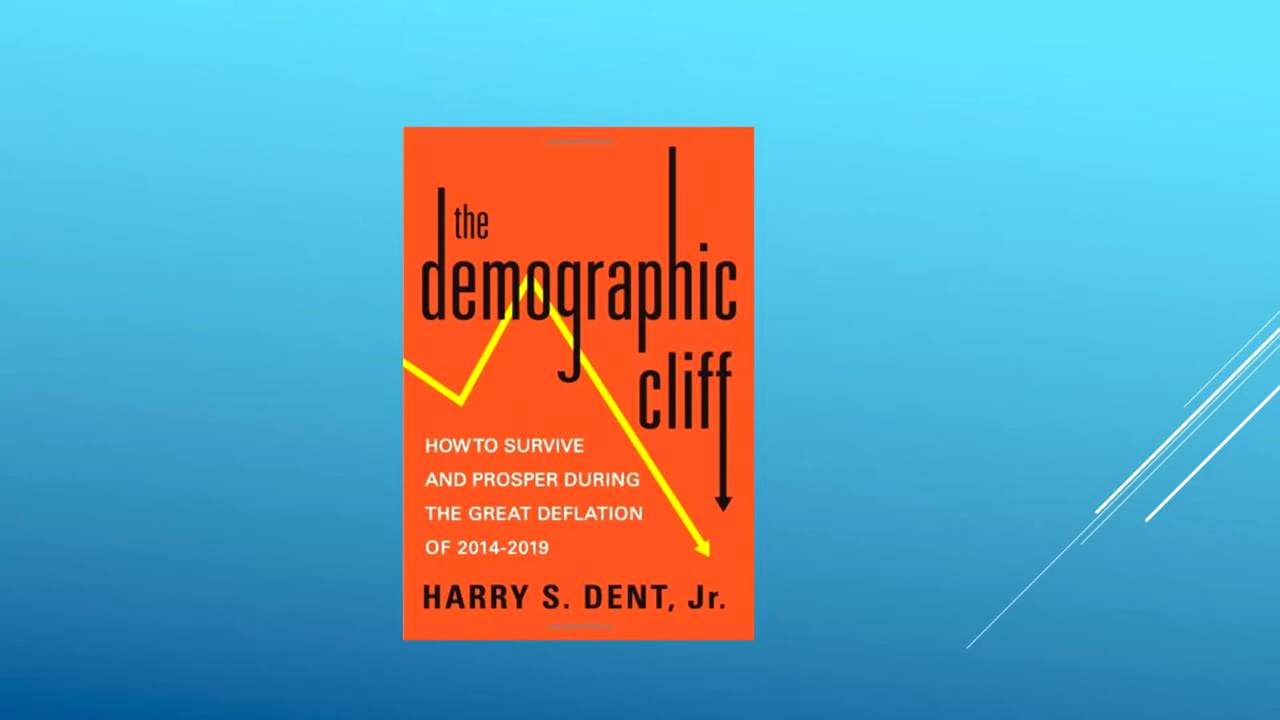 the
demographic
cliff
HOW TO SURVIVE
AND PROSPER DURING
THE GREAT DEFLATION
OF 2014-2019
HARRY S. DENT, Jr.